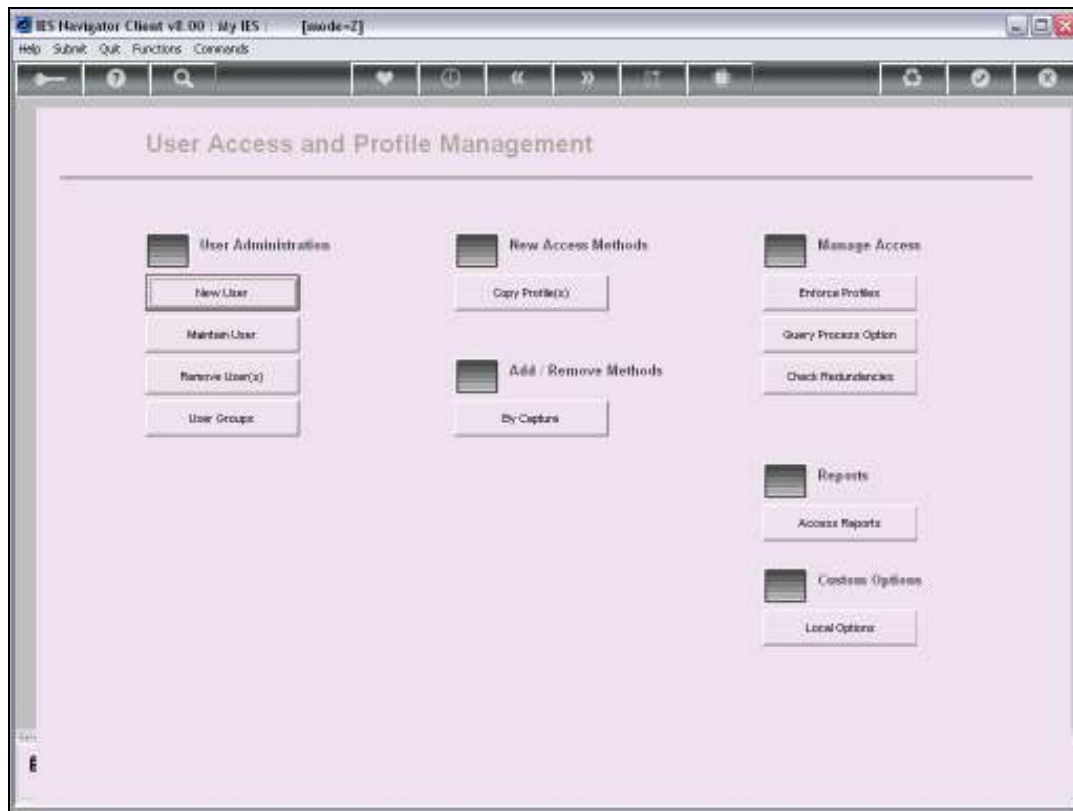 IES Navigator Client v8.00 : My IES : [mode=Z]
Help Submit Quit Functions Commands
User Access and Profile Management
User Administration
New User
Maintain User
Remove User(s)
User Groups
New Access Methods
Copy Profile(s)
Add / Remove Methods
By Capture
Manage Access
Enforce Profiles
Query Process Option
Check Redundancies
Reports
Access Reports
Custom Options
Local Options